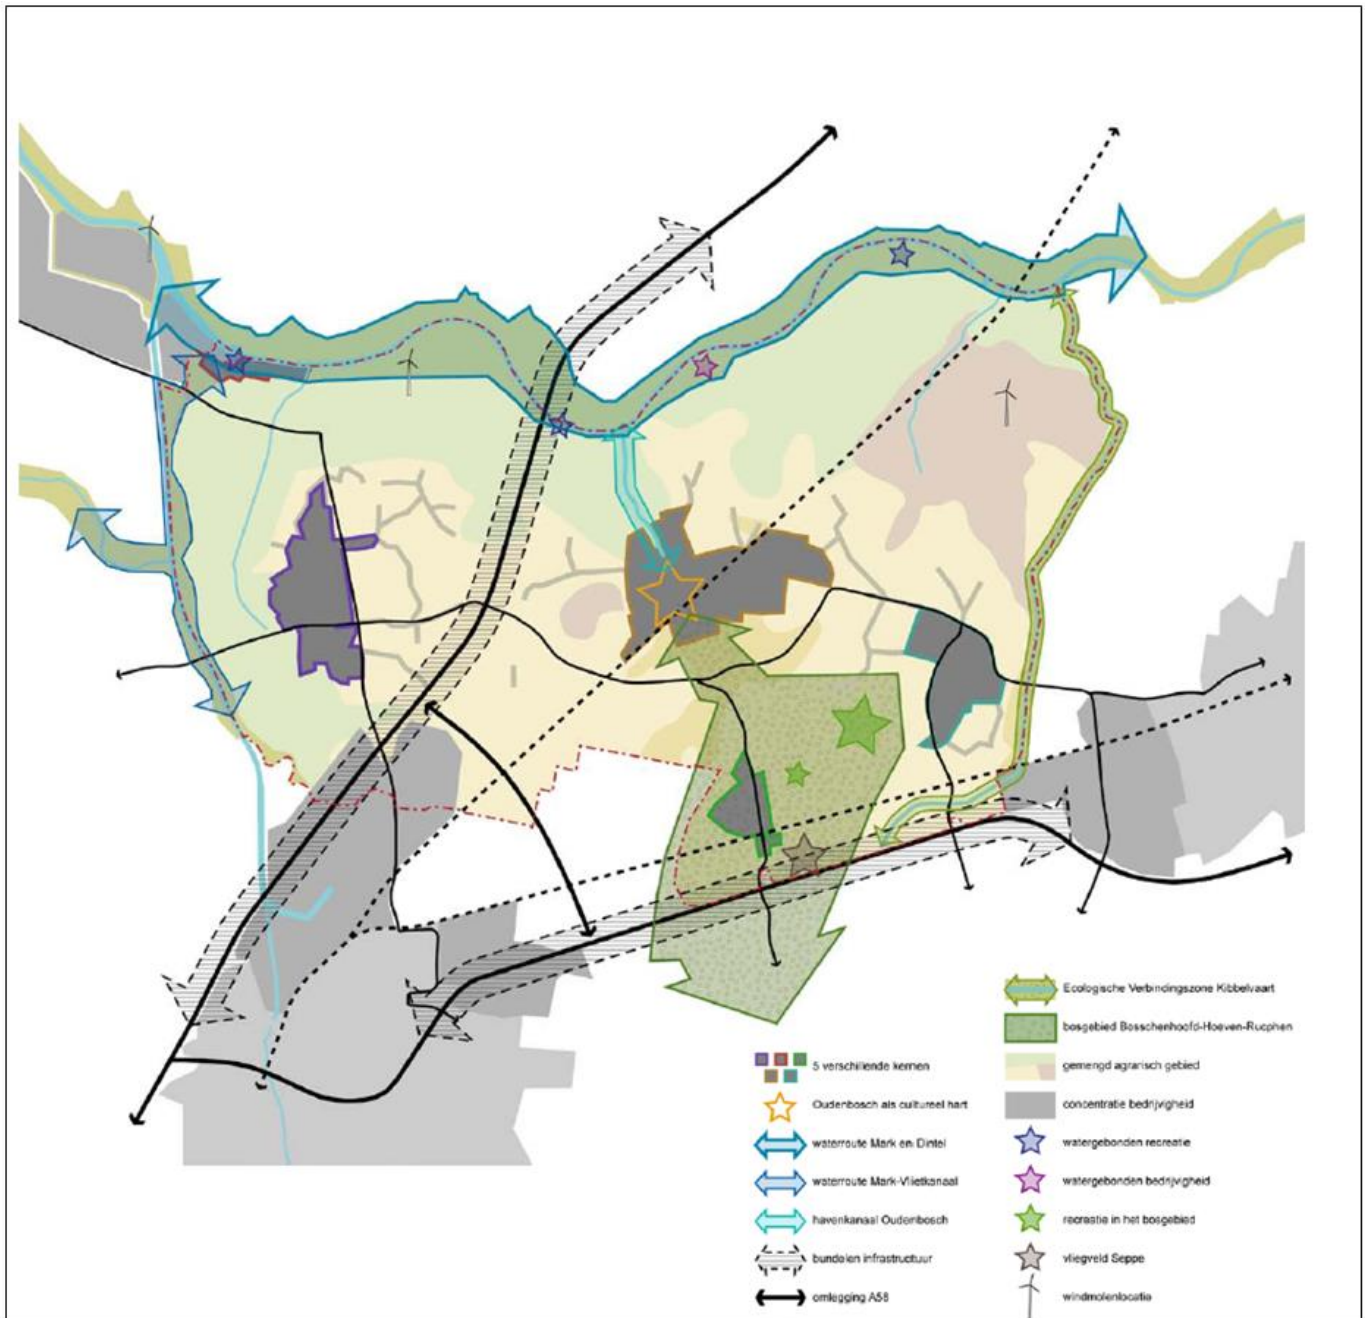 5 verschillende kernen
Oudenbosch als cultureel hart
waterroute Mark en Dintel
waterroute Mark-Vlietkanaal
havenkanaal Oudenbosch
bundelen infrastructuur
omlegging A58
Ecologische Verbindingszone Kibbelvaart
bosgebied Bosschenhoofd-Hoeven-Rucphen
gemengd agrarisch gebied
concentratie bedrijvigheid
watergebonden recreatie
watergebonden bedrijvigheid
recreatie in het bosgebied
vliegveld Seppe
windmolenlocatie